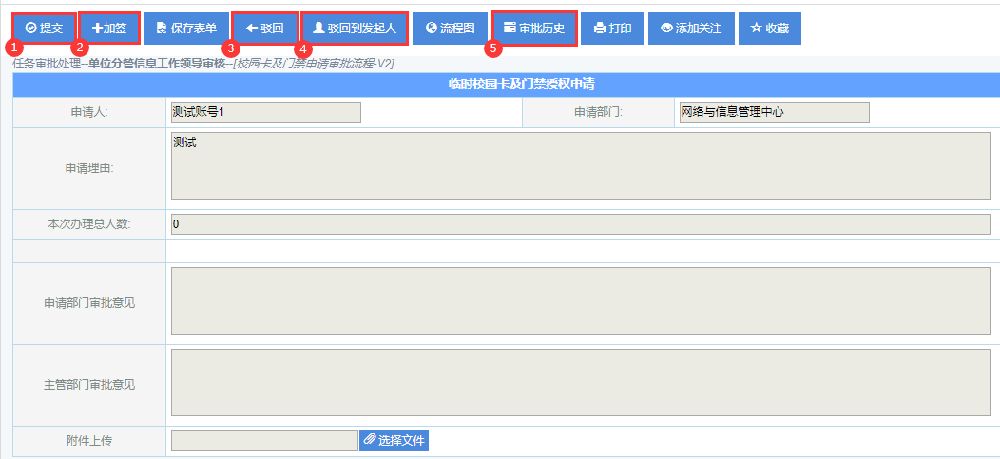 提交 加签 保存表单 驳回 驳回到发起人 流程图 审批历史 打印 添加关注 收藏
1 2 3 4 5
任务审批处理--单位分管信息工作领导审核--[校园卡及门禁申请审批流程-V2]
临时校园卡及门禁授权申请
申请人: 测试账号1 申请部门: 网络与信息管理中心
申请理由: 测试
本次办理总人数: 0
申请部门审批意见
主管部门审批意见
附件上传 选择文件